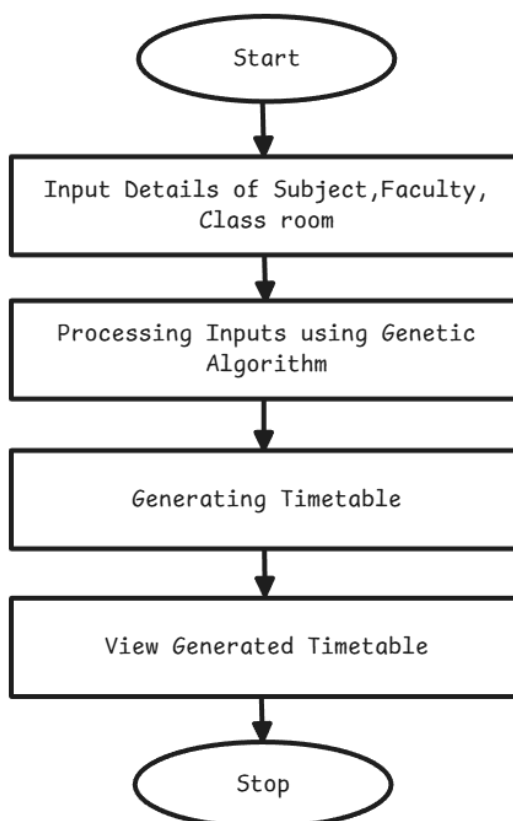 Start
Input Details of Subject,Faculty,
Class room
Processing Inputs using Genetic
Algorithm
Generating Timetable
View Generated Timetable
Stop